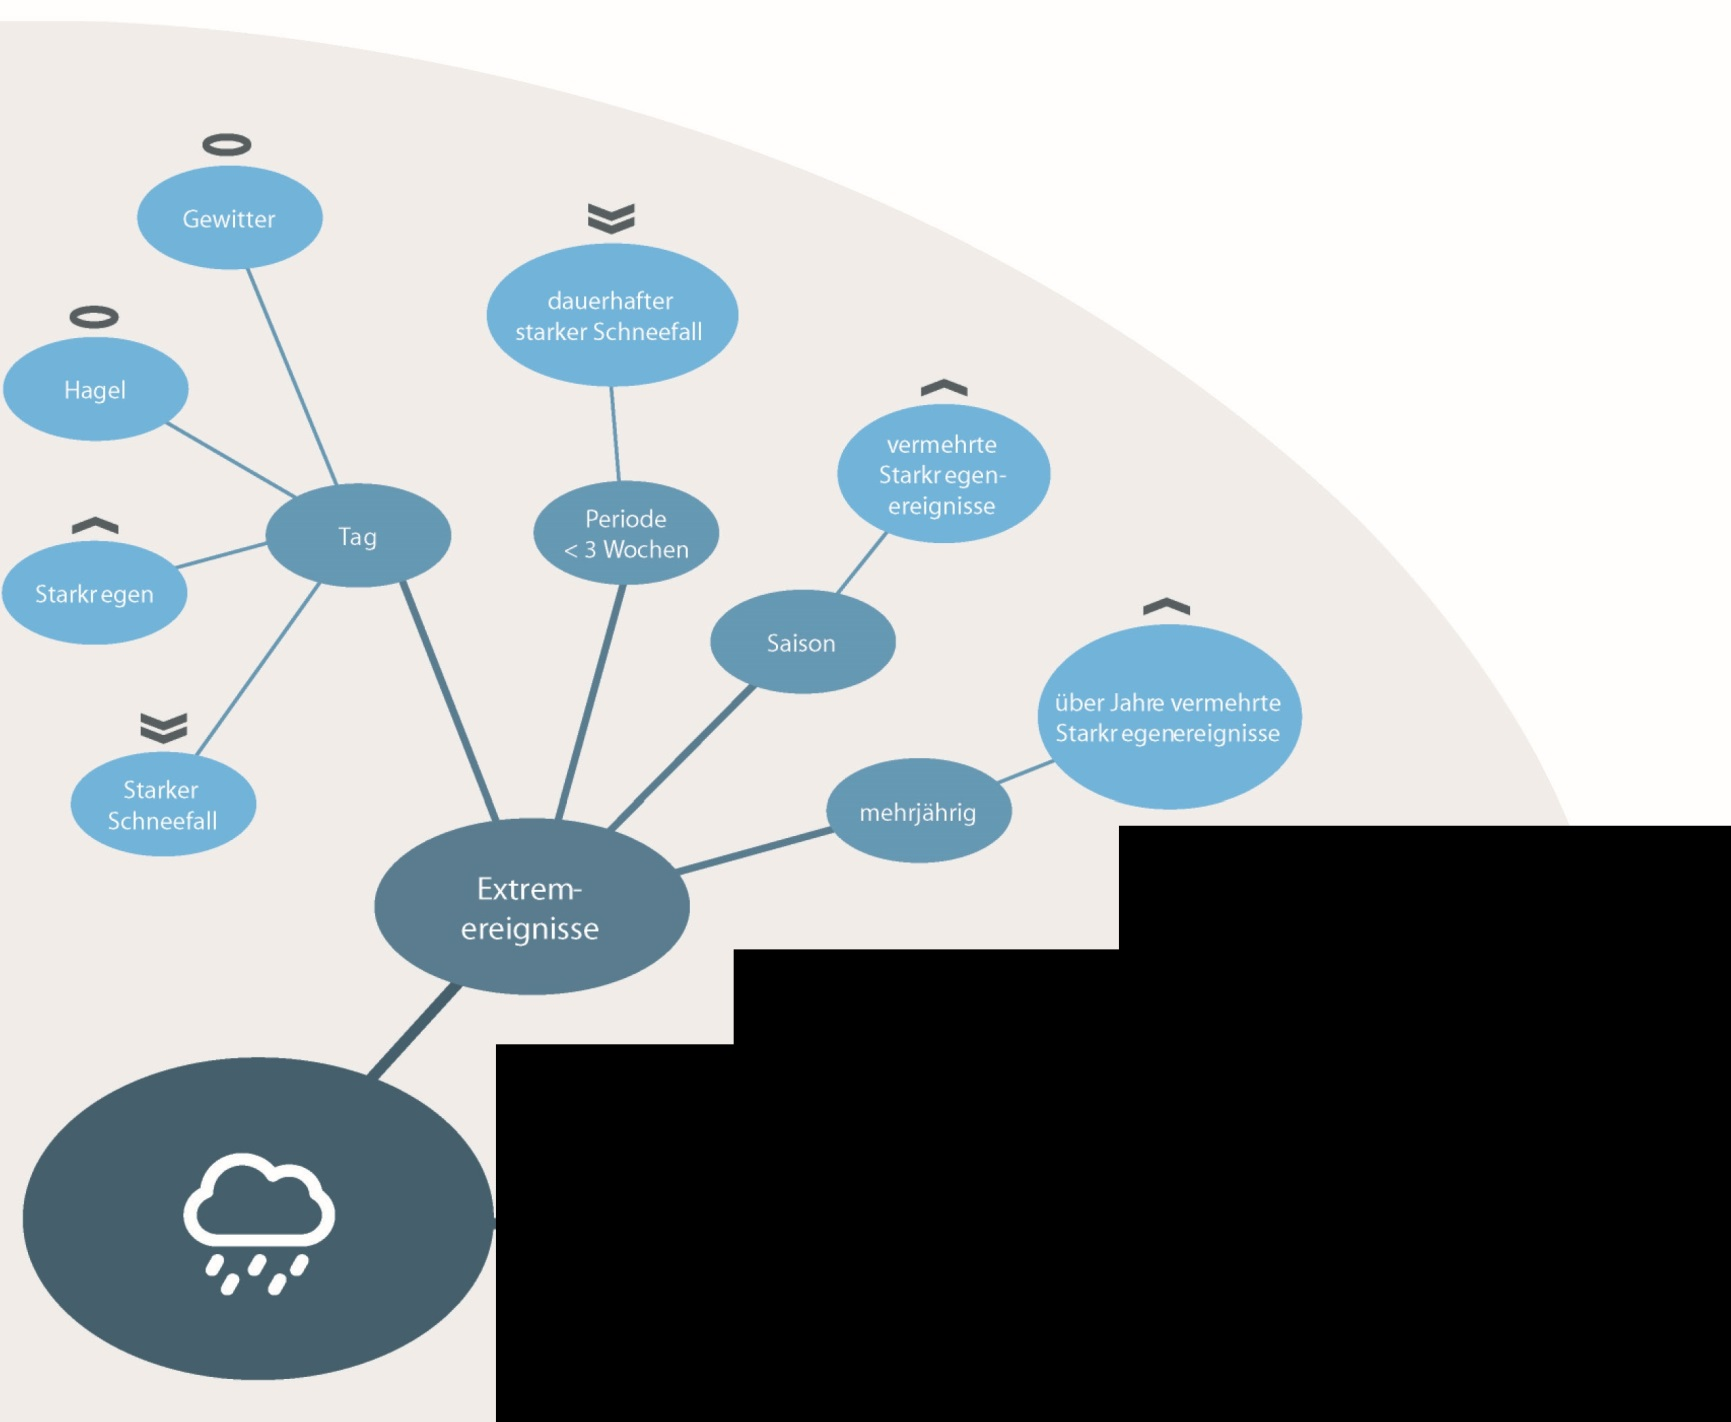 Gewitter
dauerhafter
starker Schneefall
Hagel
vermehrte
Starkregen-
ereignisse
Tag
Periode
< 3 Wochen
Starkregen
Saison
über Jahre vermehrte
Starkregenereignisse
Starker
Schneefall
mehrjährig
Extrem-
ereignisse